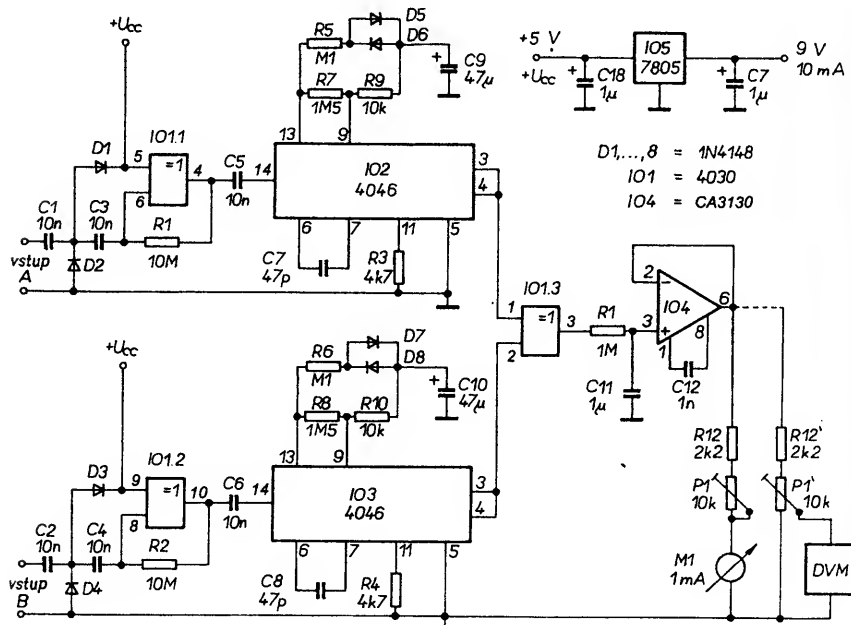 +Ucc
D1
5
IO1.1
=1
4
6
C1
10n
C3
10n
R1
10M
vstup
A
D2
C5
10n
14
R5
M1
D5
D6
R7
1M5
R9
10k
C9
47µ
+
13
9
IO2
4046
3
4
6
7
11
5
C7
47p
R3
4k7
+5 V
+Ucc
+
C18
1µ
IO5
7805
+
C7
1µ
9 V
10 mA
D1,...,8 = 1N4148
IO1 = 4030
IO4 = CA3130
1
2
IO1.3
=1
3
R1
1M
C11
1µ
2
3
−
+
IO4
6
8
1
C12
1n
R12
2k2
P1
10k
M1
1mA
R12'
2k2
P1'
10k
DVM
+Ucc
D3
9
IO1.2
=1
10
8
C2
10n
C4
10n
R2
10M
vstup
B
D4
C6
10n
14
R6
M1
D7
D8
R8
1M5
R10
10k
+
C10
47µ
13
9
IO3
4046
3
4
6
7
11
5
C8
47p
R4
4k7